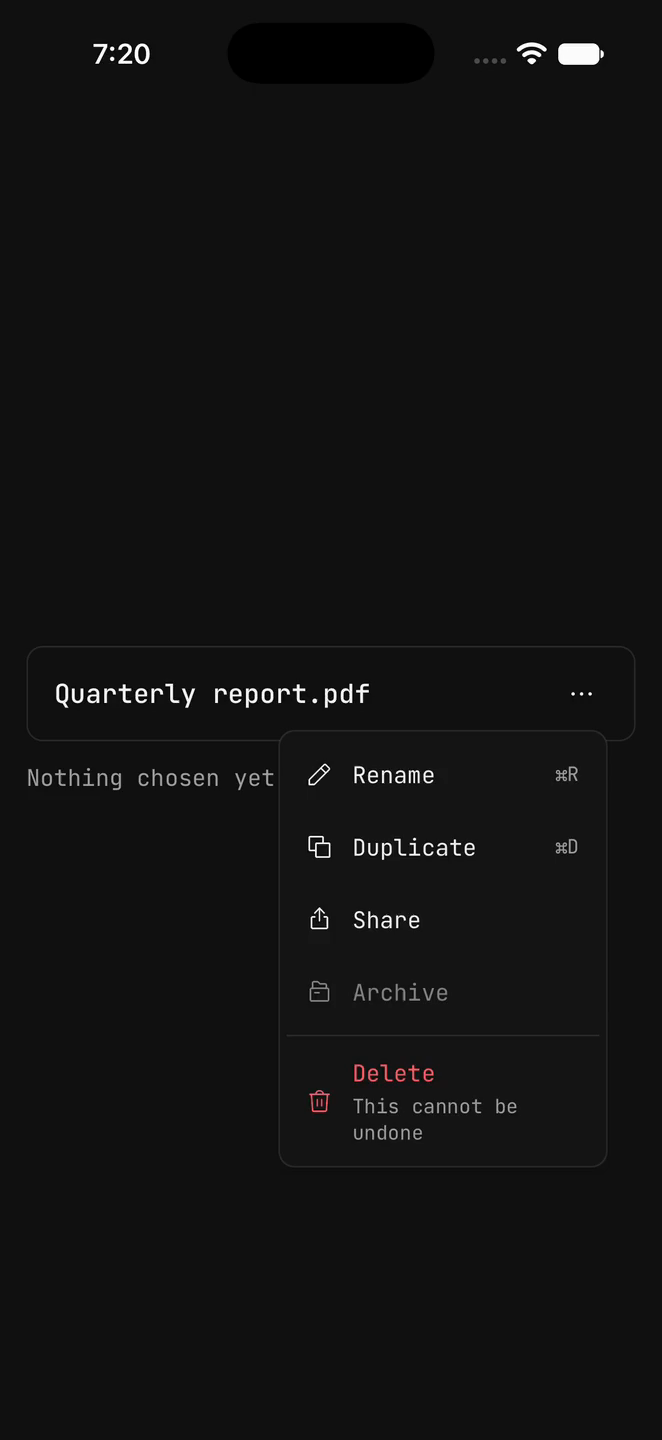 7:20
Quarterly report.pdf
Nothing chosen yet
Rename ⌘R
Duplicate ⌘D
Share
Archive
Delete
This cannot be
undone